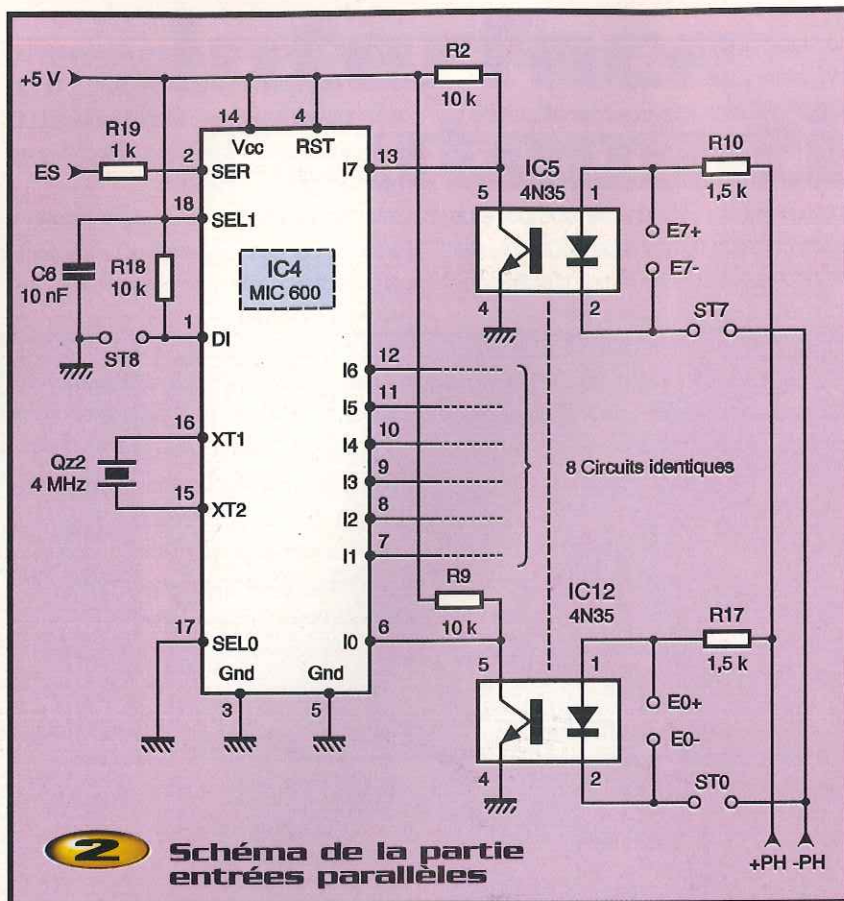 +5 V
R2
10 k
R19
1 k
ES
14
Vcc
4
RST
2
SER
18
SEL1
I7
13
IC5
4N35
R10
1,5 k
5
1
E7+
E7-
4
2
ST7
C6
10 nF
R18
10 k
IC4
MIC 600
1
DI
ST8
I6
12
I5
11
I4
10
I3
9
I2
8
I1
7
8 Circuits identiques
16
XT1
Qz2
4 MHz
15
XT2
R9
10 k
IC12
4N35
R17
1,5 k
17
SEL0
I0
6
5
1
E0+
E0-
4
2
ST0
Gnd
Gnd
3
5
+PH -PH
2
Schéma de la partie
entrées parallèles